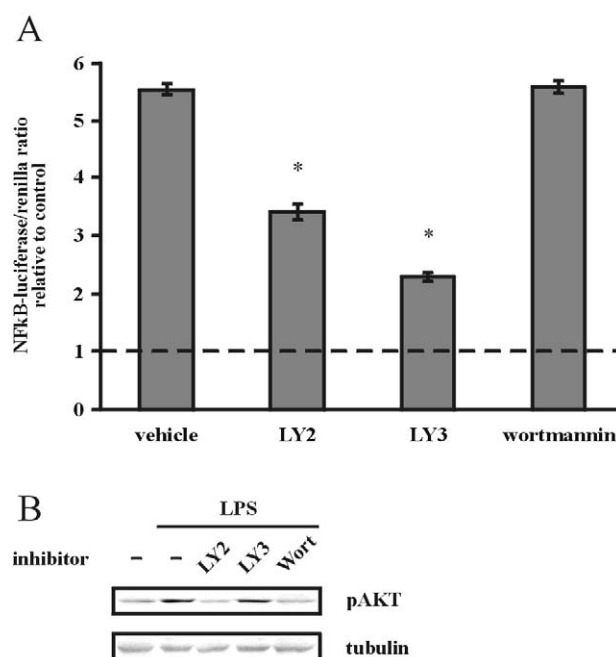 A
NFkB-luciferase/renilla ratio
relative to control
6
5
4
3
2
1
0
*
*
vehicle LY2 LY3 wortmannin
B
LPS
inhibitor – – LY2 LY3 Wort
pAKT
tubulin